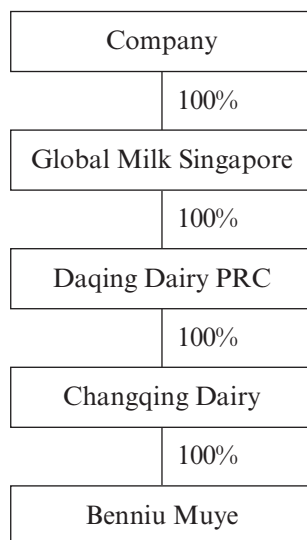 Company
100%
Global Milk Singapore
100%
Daqing Dairy PRC
100%
Changqing Dairy
100%
Benniu Muye